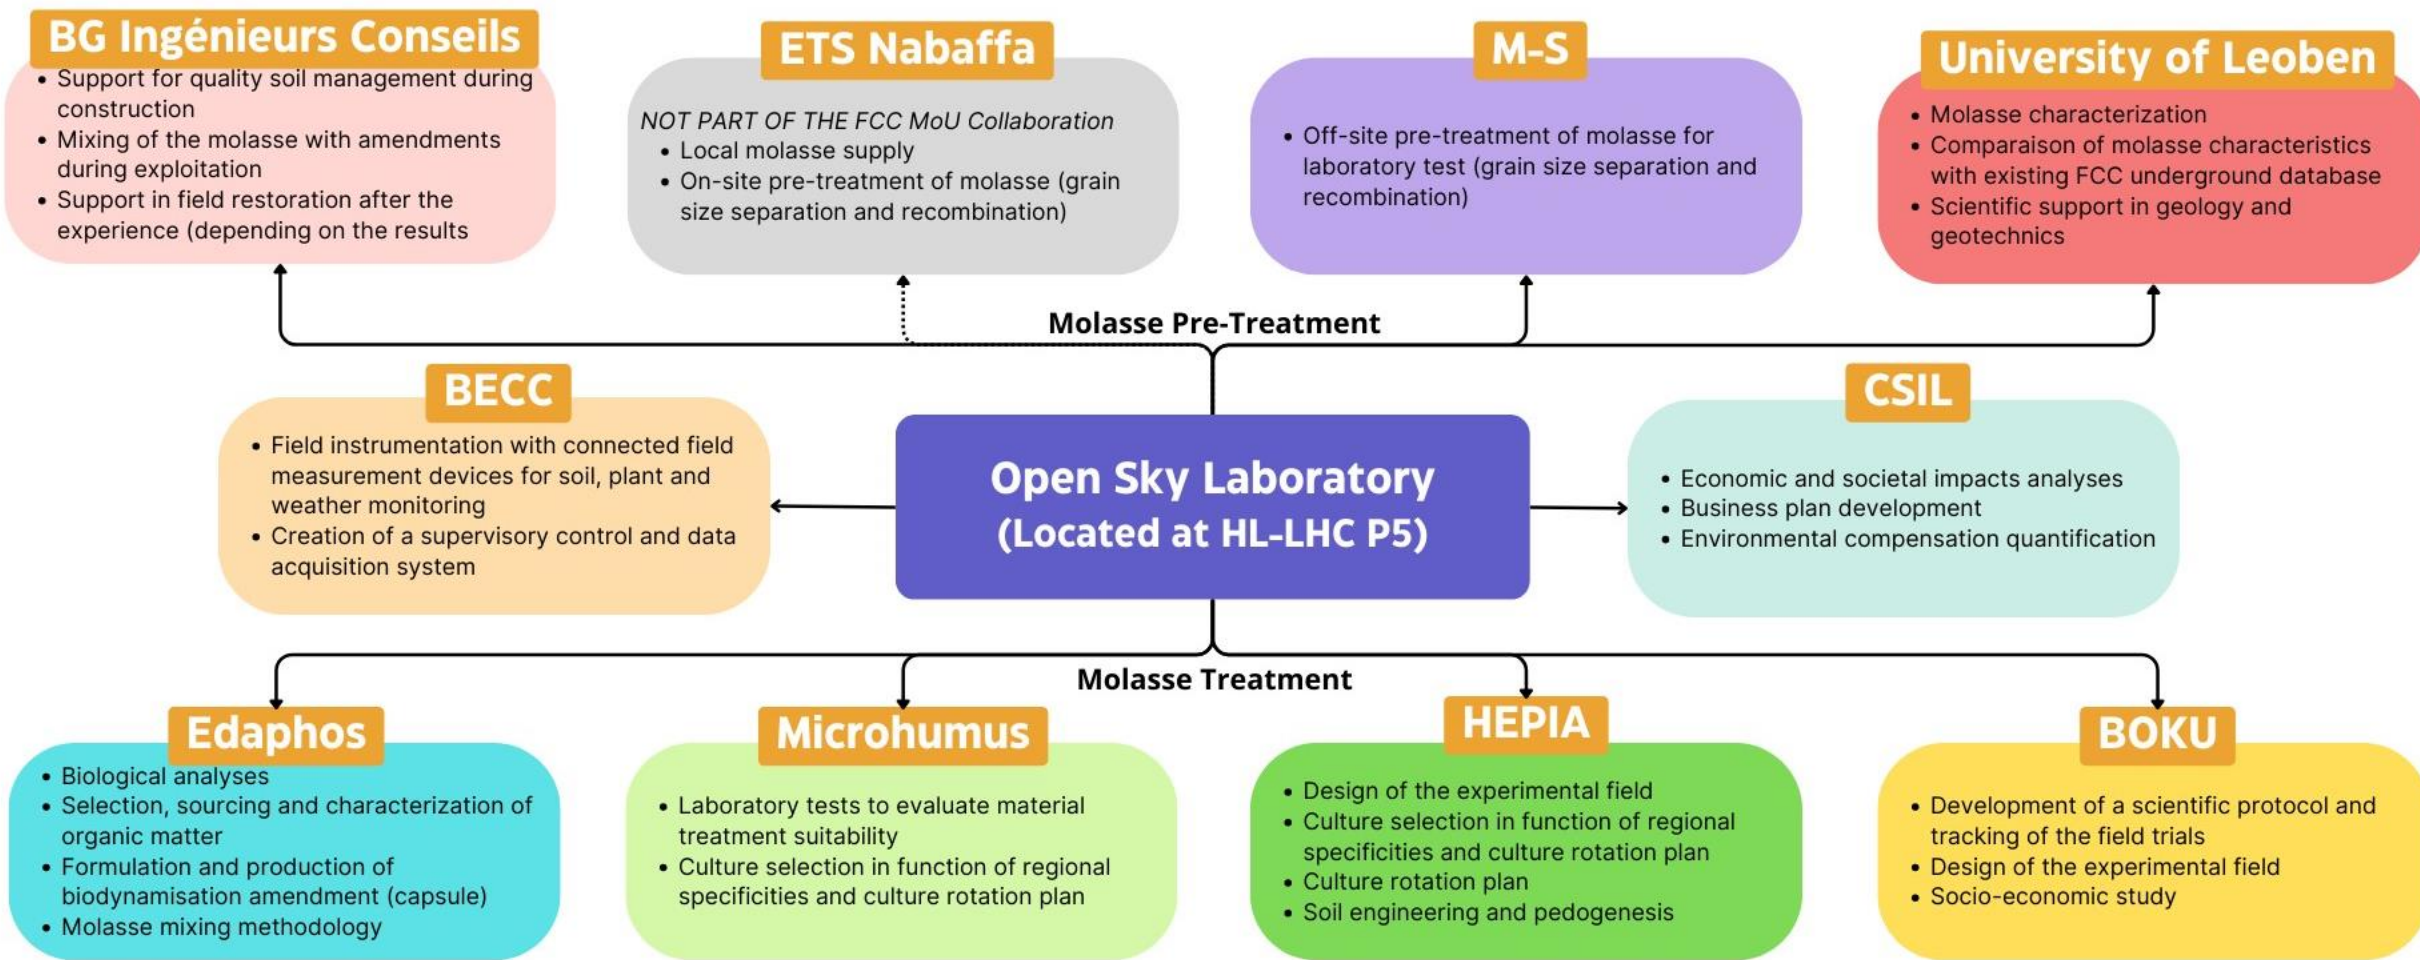 BG Ingénieurs Conseils
• Support for quality soil management during
construction
• Mixing of the molasse with amendments
during exploitation
• Support in field restoration after the
experience (depending on the results
ETS Nabaffa
NOT PART OF THE FCC MoU Collaboration
• Local molasse supply
• On-site pre-treatment of molasse (grain
size separation and recombination)
M-S
• Off-site pre-treatment of molasse for
laboratory test (grain size separation and
recombination)
University of Leoben
• Molasse characterization
• Comparaison of molasse characteristics
with existing FCC underground database
• Scientific support in geology and
geotechnics
Molasse Pre-Treatment
BECC
• Field instrumentation with connected field
measurement devices for soil, plant and
weather monitoring
• Creation of a supervisory control and data
acquisition system
Open Sky Laboratory
(Located at HL-LHC P5)
CSIL
• Economic and societal impacts analyses
• Business plan development
• Environmental compensation quantification
Molasse Treatment
Edaphos
• Biological analyses
• Selection, sourcing and characterization of
organic matter
• Formulation and production of
biodynamisation amendment (capsule)
• Molasse mixing methodology
Microhumus
• Laboratory tests to evaluate material
treatment suitability
• Culture selection in function of regional
specificities and culture rotation plan
HEPIA
• Design of the experimental field
• Culture selection in function of regional
specificities and culture rotation plan
• Culture rotation plan
• Soil engineering and pedogenesis
BOKU
• Development of a scientific protocol and
tracking of the field trials
• Design of the experimental field
• Socio-economic study